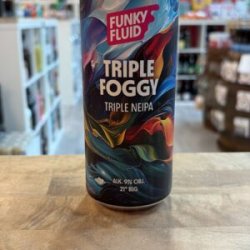 FUNKY
FLUID
TRIPLE
FOGGY
TRIPLE NEIPA
ALK. 9% OBJ.
21° BLG